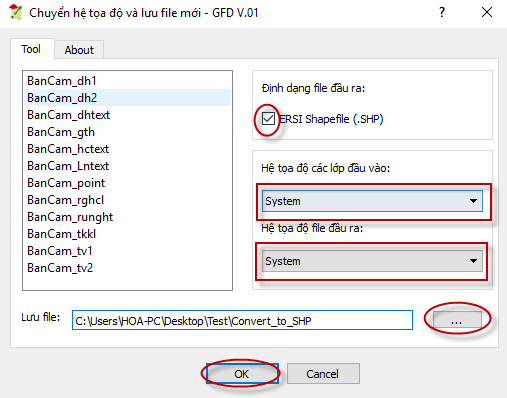 Chuyển hệ tọa độ và lưu file mới - GFD V.01
Tool About
BanCam_dh1
BanCam_dh2
BanCam_dhtext
BanCam_gth
BanCam_hctext
BanCam_Lntext
BanCam_point
BanCam_rghcl
BanCam_runght
BanCam_tkkl
BanCam_tv1
BanCam_tv2
Định dạng file đầu ra:
ERSI Shapefile (.SHP)
Hệ tọa độ các lớp đầu vào:
System
Hệ tọa độ file đầu ra:
System
Lưu file: C:\Users\HOA-PC\Desktop\Test\Convert_to_SHP ...
OK Cancel